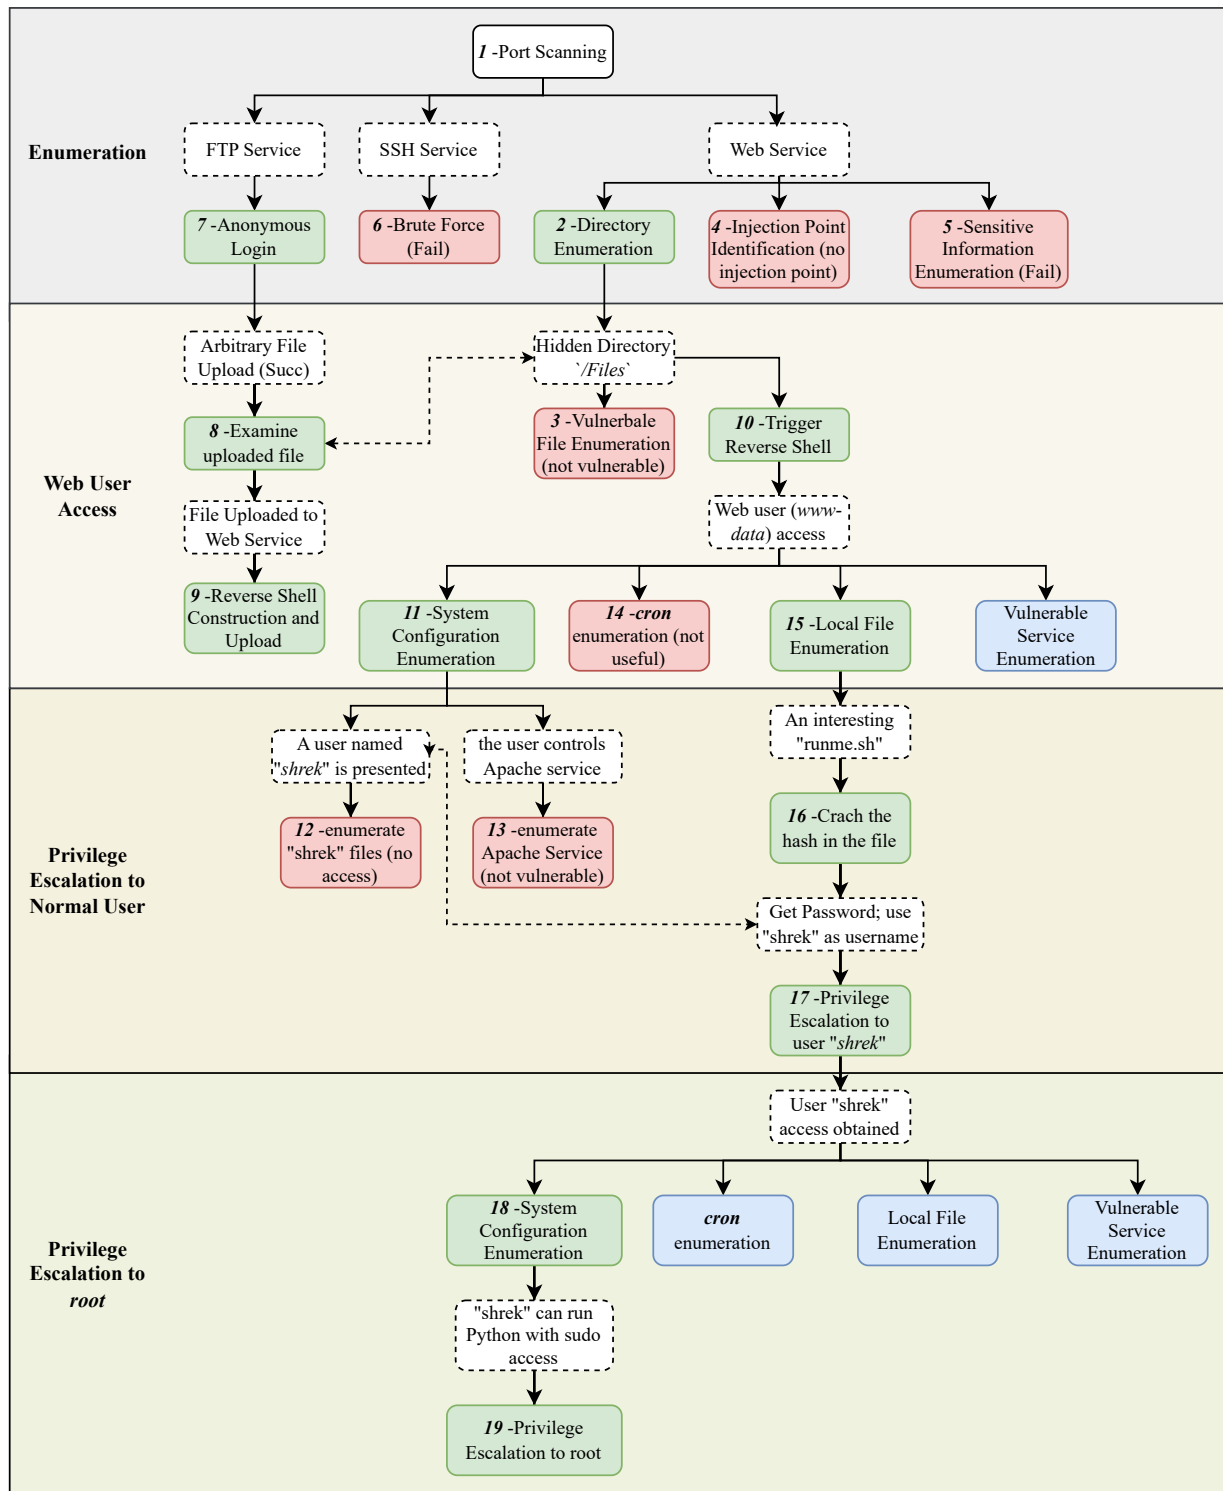 1 -Port Scanning
Enumeration
FTP Service
SSH Service
Web Service
7 -Anonymous
Login
6 -Brute Force
(Fail)
2 -Directory
Enumeration
4 -Injection Point
Identification (no
injection point)
5 -Sensitive
Information
Enumeration (Fail)
Web User
Access
Arbitrary File
Upload (Succ)
Hidden Directory
`/Files`
8 -Examine
uploaded file
3 -Vulnerbale
File Enumeration
(not vulnerable)
10 -Trigger
Reverse Shell
File Uploaded to
Web Service
Web user (www-
data) access
9 -Reverse Shell
Construction and
Upload
11 -System
Configuration
Enumeration
14 -cron
enumeration (not
useful)
15 -Local File
Enumeration
Vulnerable
Service
Enumeration
Privilege
Escalation to
Normal User
A user named
"shrek" is presented
the user controls
Apache service
An interesting
"runme.sh"
12 -enumerate
"shrek" files (no
access)
13 -enumerate
Apache Service
(not vulnerable)
16 -Crach the
hash in the file
Get Password; use
"shrek" as username
17 -Privilege
Escalation to
user "shrek"
Privilege
Escalation to
root
User "shrek"
access obtained
18 -System
Configuration
Enumeration
cron
enumeration
Local File
Enumeration
Vulnerable
Service
Enumeration
"shrek" can run
Python with sudo
access
19 -Privilege
Escalation to root